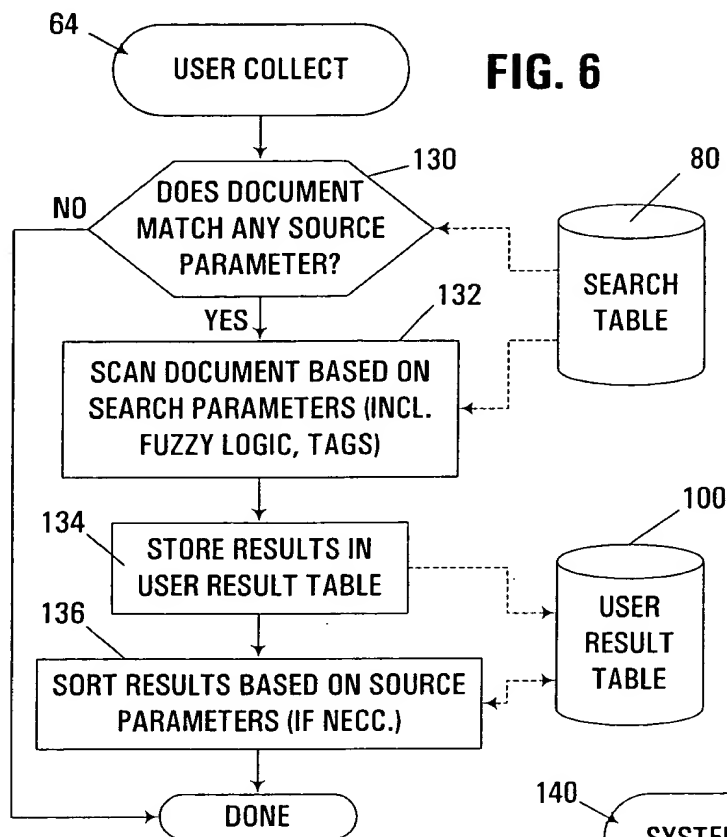 64
USER COLLECT
FIG. 6
130
DOES DOCUMENT
MATCH ANY SOURCE
PARAMETER?
NO
YES
80
SEARCH
TABLE
132
SCAN DOCUMENT BASED ON
SEARCH PARAMETERS (INCL.
FUZZY LOGIC, TAGS)
134
STORE RESULTS IN
USER RESULT TABLE
100
USER
RESULT
TABLE
136
SORT RESULTS BASED ON SOURCE
PARAMETERS (IF NECC.)
DONE
140
SYSTEM